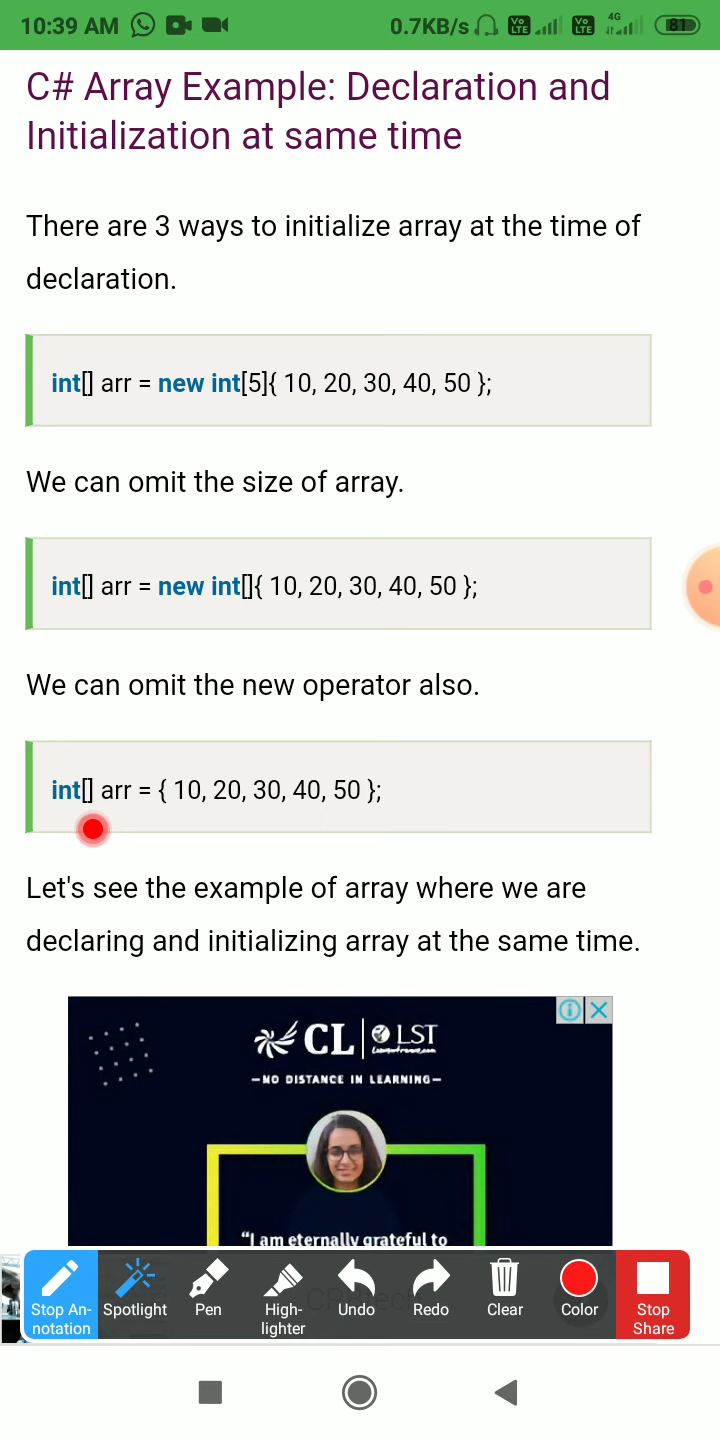 10:39 AM 0.7KB/s Vo LTE Vo LTE 4G 81
C# Array Example: Declaration and
Initialization at same time
There are 3 ways to initialize array at the time of
declaration.
int[] arr = new int[5]{ 10, 20, 30, 40, 50 };
We can omit the size of array.
int[] arr = new int[]{ 10, 20, 30, 40, 50 };
We can omit the new operator also.
int[] arr = { 10, 20, 30, 40, 50 };
Let's see the example of array where we are
declaring and initializing array at the same time.
CL LST
—NO DISTANCE IN LEARNING—
“I am eternally grateful to
Stop An-
notation
Spotlight
Pen
High-
lighter
Undo
Redo
Clear
Color
Stop
Share